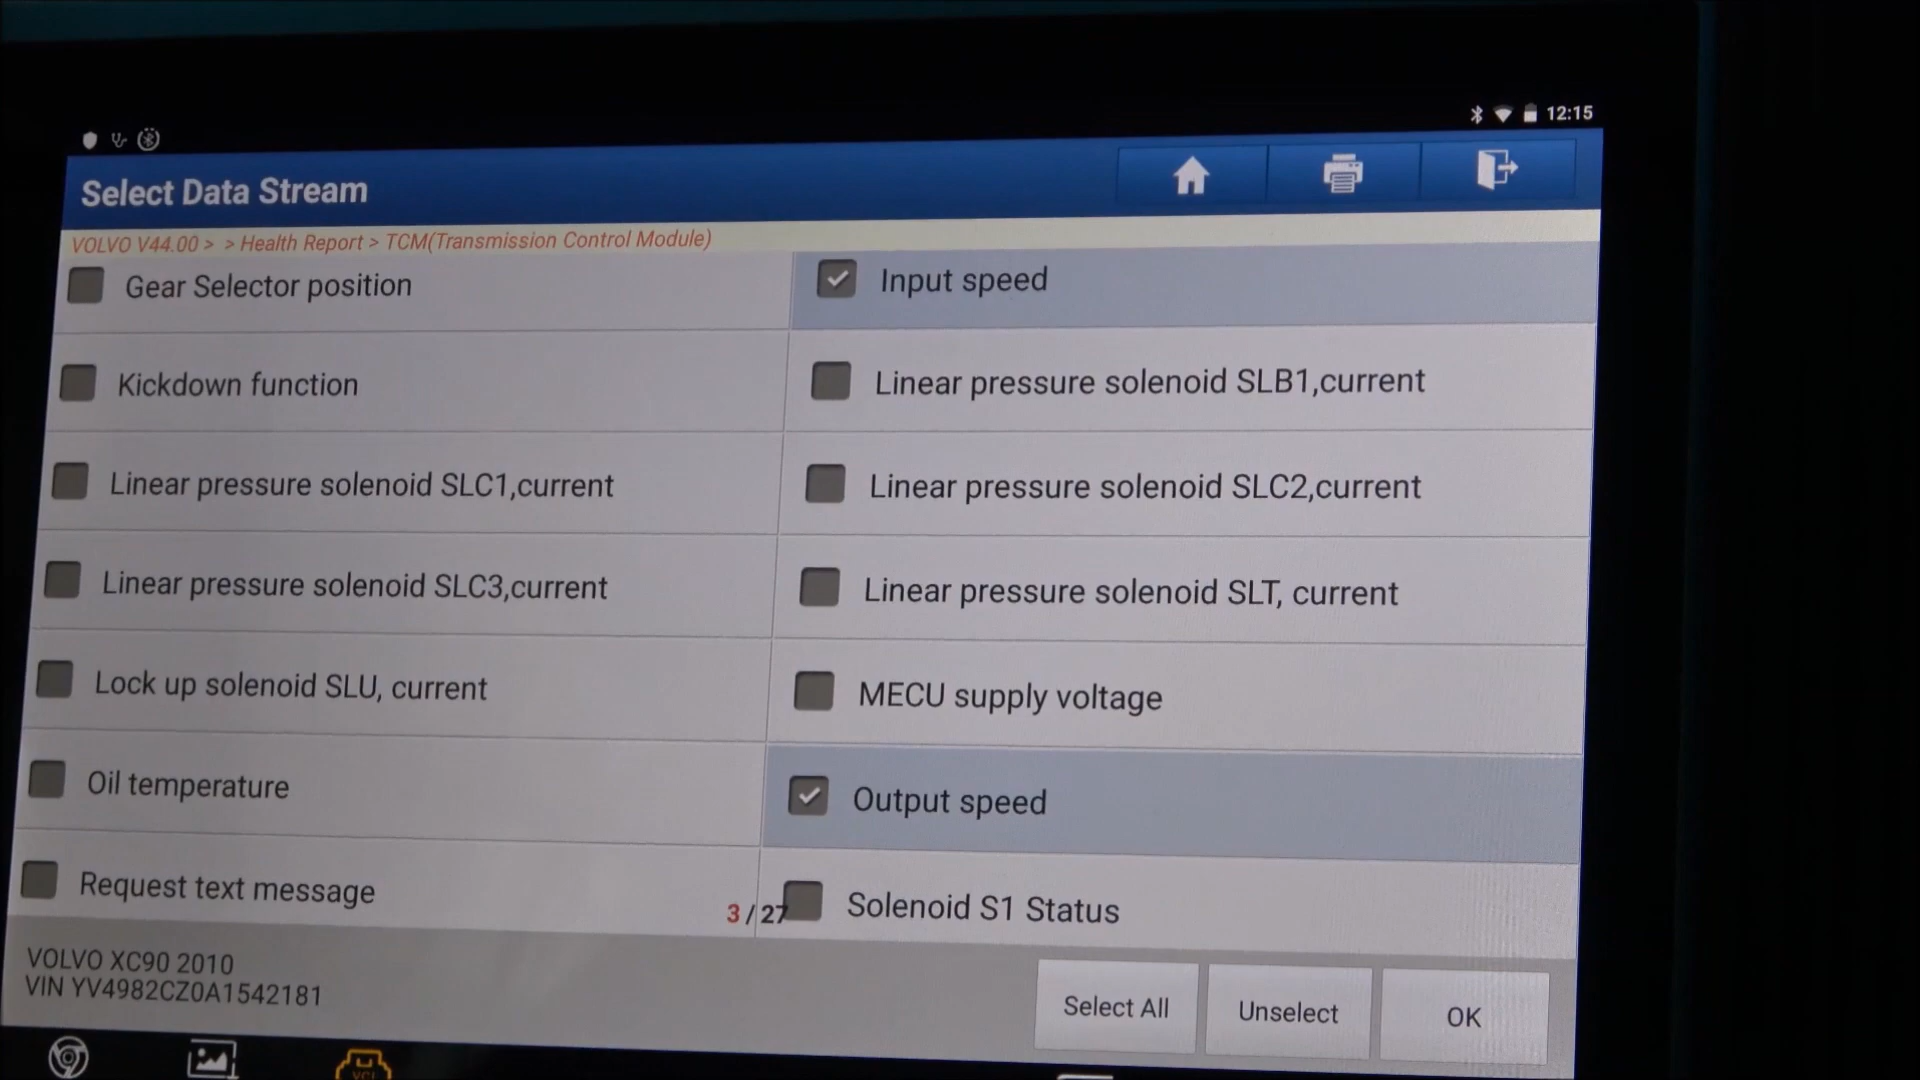 12:15
Select Data Stream
VOLVO V44.00 > > Health Report > TCM(Transmission Control Module)
Gear Selector position
Input speed
Kickdown function
Linear pressure solenoid SLB1,current
Linear pressure solenoid SLC1,current
Linear pressure solenoid SLC2,current
Linear pressure solenoid SLC3,current
Linear pressure solenoid SLT, current
Lock up solenoid SLU, current
MECU supply voltage
Oil temperature
Output speed
Request text message
3 / 27
Solenoid S1 Status
VOLVO XC90 2010
VIN YV4982CZ0A1542181
Select All
Unselect
OK
VCI